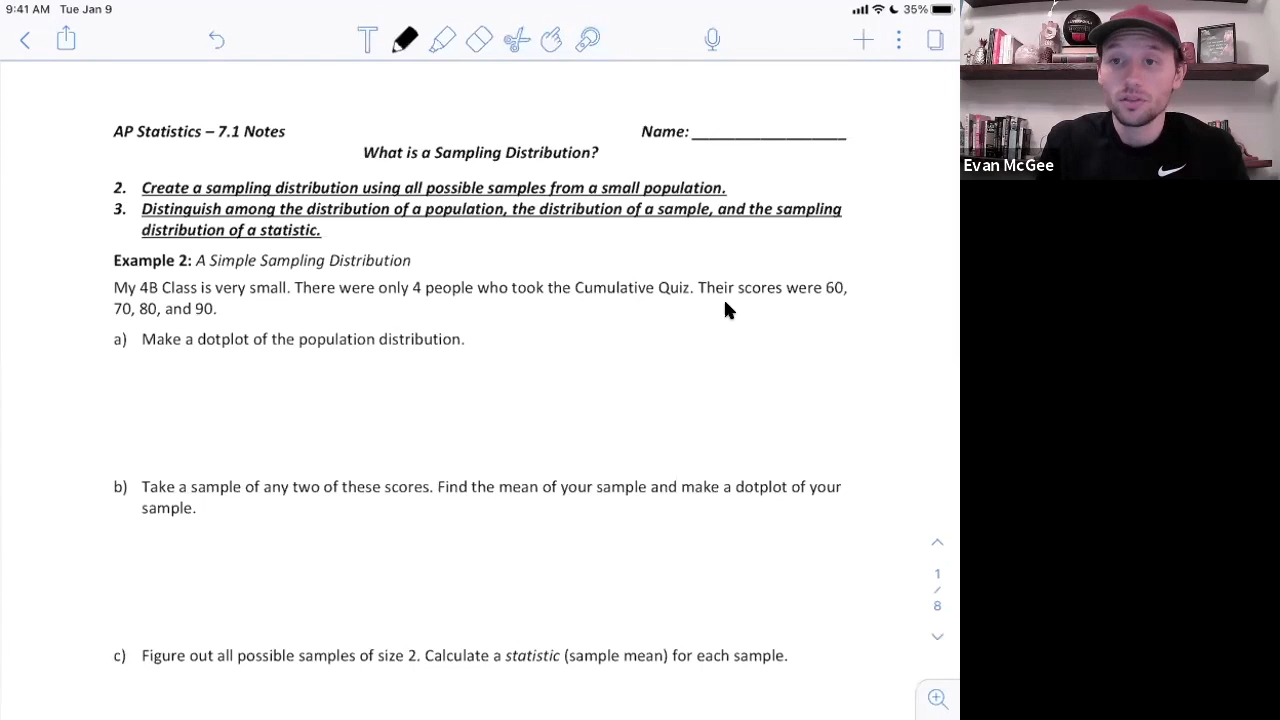 9:41 AM Tue Jan 9
35%
AP Statistics – 7.1 Notes
Name: ___________________
What is a Sampling Distribution?
2. Create a sampling distribution using all possible samples from a small population.
3. Distinguish among the distribution of a population, the distribution of a sample, and the sampling
distribution of a statistic.
Example 2: A Simple Sampling Distribution
My 4B Class is very small. There were only 4 people who took the Cumulative Quiz. Their scores were 60,
70, 80, and 90.
a) Make a dotplot of the population distribution.
b) Take a sample of any two of these scores. Find the mean of your sample and make a dotplot of your
sample.
c) Figure out all possible samples of size 2. Calculate a statistic (sample mean) for each sample.
1
/
8
Evan McGee